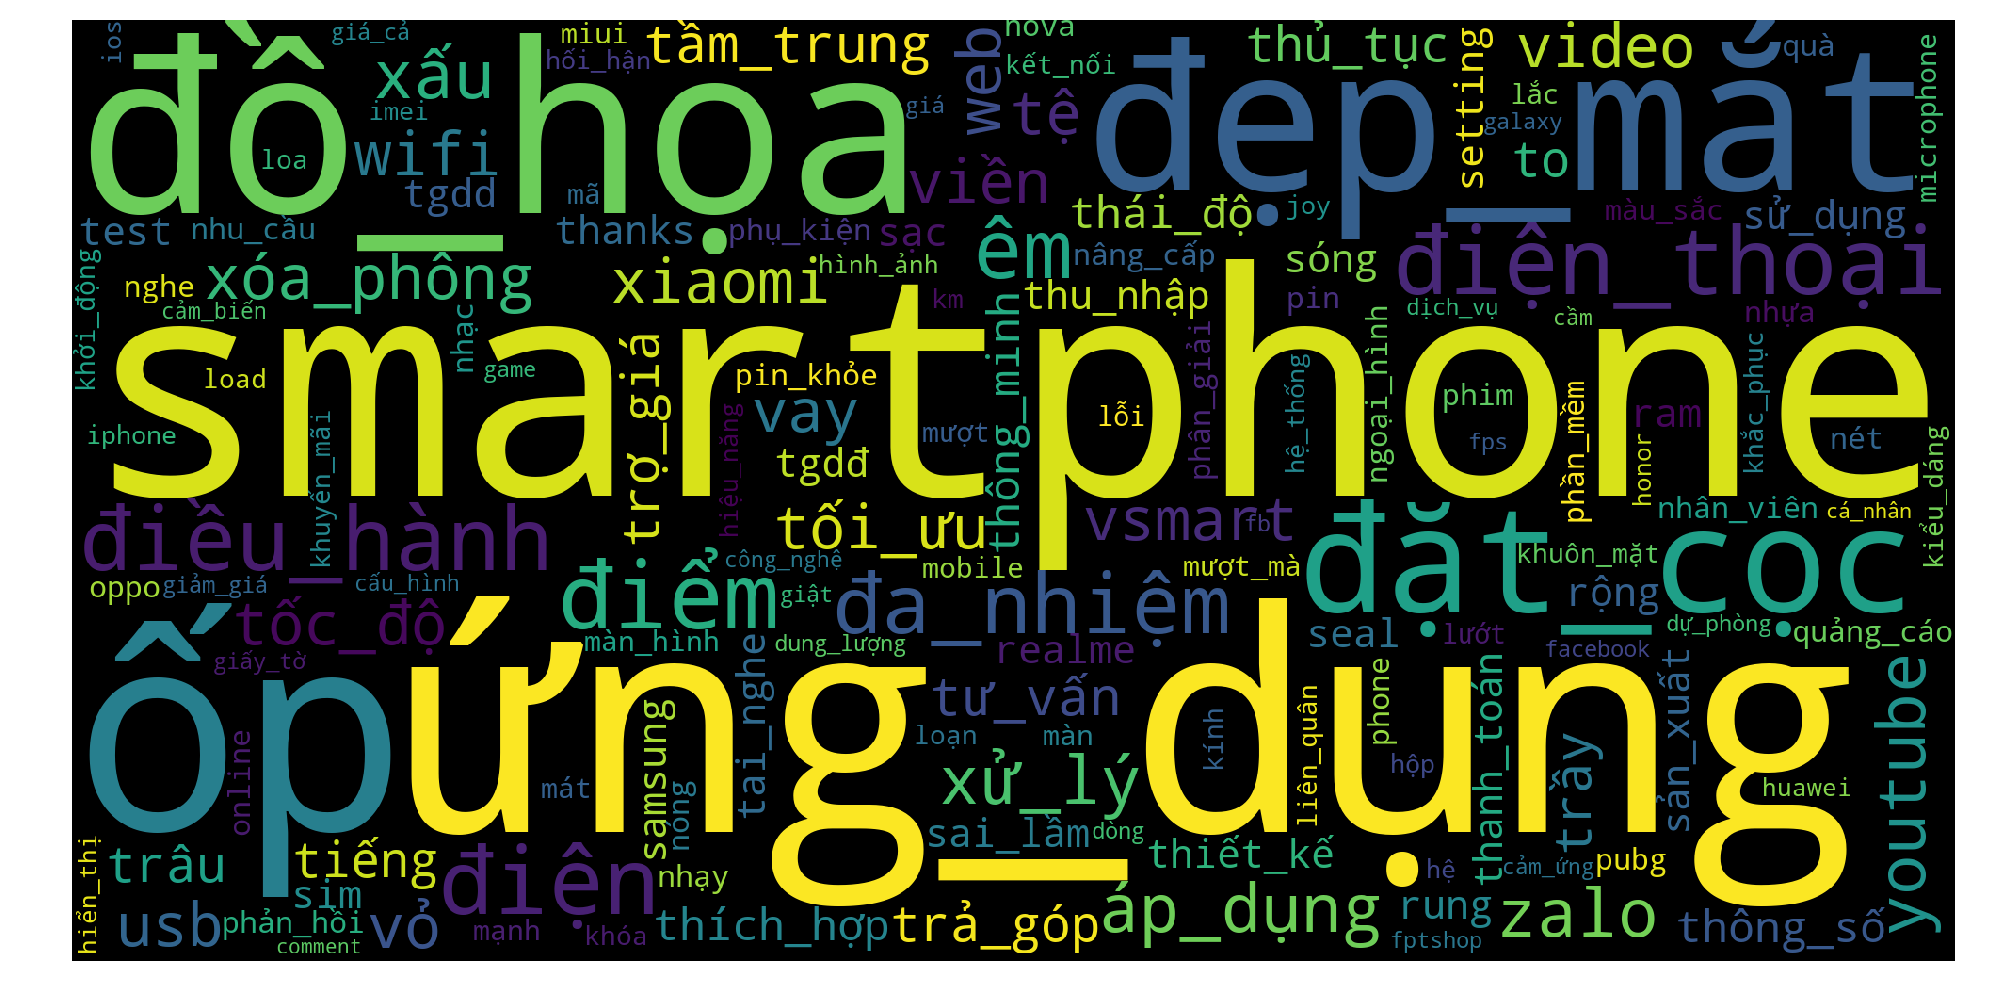 ios
giá_cả
miui
tầm_trung
web
nova
thủ_tục
setting
video
quà
đồ_họa
xấu
hối_hận
kết_nối
đẹp_mắt
imei
giá
tệ
lắc
galaxy
microphone
loa
wifi
to
tgdd
mã
viền
thái_độ
joy
màu_sắc
sử_dụng
test
nhu_cầu
thanks
phụ_kiện
sạc
êm
nâng_cấp
sóng
điện_thoại
khởi_động
nghe
xóa_phông
xiaomi
hình_ảnh
thu_nhập
pin
cảm_biến
nhạc
km
dịch_vụ
cầm
nhựa
smartphone
load
game
trợ_giá
pin_khỏe
thông_minh
phân_giải
ngoại_hình
hệ_thống
vay
lỗi
phim
ram
khắc_phục
iphone
khuyến_mãi
hiệu_năng
mượt
fps
phần_mềm
honor
nét
kiểu_dáng
tgdđ
điều_hành
tối_ưu
vsmart
fb
đặt_cọc
nhân_viên
cá_nhân
công_nghệ
mobile
mượt_mà
khuôn_mặt
oppo
giảm_giá
cấu_hình
điểm
giật
đa_nhiệm
rộng
tốc_độ
màn_hình
dung_lượng
realme
seal
lướt
dự_phòng
quảng_cáo
giấy_tờ
facebook
ốp
ứng_dụng
tai_nghe
tư_vấn
phone
thanh_toán
sản_xuất
youtube
online
samsung
loạn
màn
kính
liên_quân
trầy
mát
nóng
xử_lý
hộp
huawei
sai_lầm
dòng
hiển_thị
trâu
tiếng
điện
nhạy
thiết_kế
hệ
cảm_ứng
pubg
sim
usb
phản_hồi
vỏ
mạnh
khóa
thích_hợp
trả_góp
áp_dụng
rung
zalo
thông_số
comment
fptshop